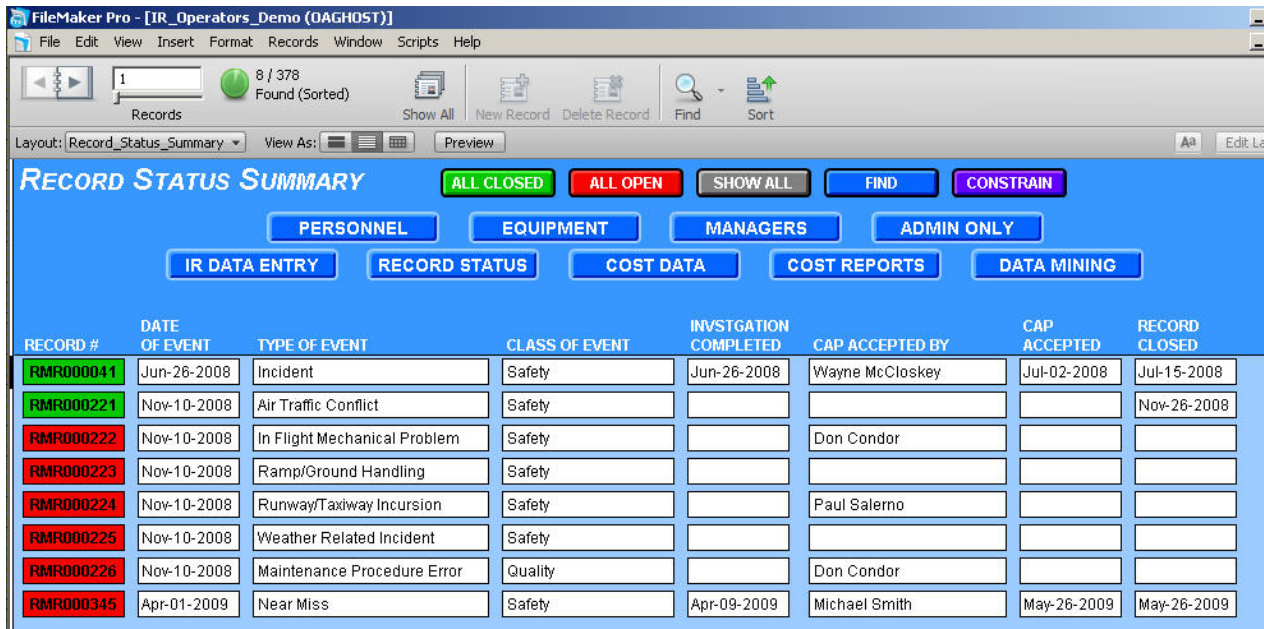 FileMaker Pro - [IR_Operators_Demo (OAGHOST)]
File Edit View Insert Format Records Window Scripts Help
1
8 / 378
Found (Sorted)
Records
Show All New Record Delete Record Find Sort
Layout: Record_Status_Summary View As: Preview Aa Edit La
RECORD STATUS SUMMARY ALL CLOSED ALL OPEN SHOW ALL FIND CONSTRAIN
PERSONNEL EQUIPMENT MANAGERS ADMIN ONLY
IR DATA ENTRY RECORD STATUS COST DATA COST REPORTS DATA MINING
DATE INVSTGATION CAP RECORD
RECORD # OF EVENT TYPE OF EVENT CLASS OF EVENT COMPLETED CAP ACCEPTED BY ACCEPTED CLOSED
RMR000041 Jun-26-2008 Incident Safety Jun-26-2008 Wayne McCloskey Jul-02-2008 Jul-15-2008
RMR000221 Nov-10-2008 Air Traffic Conflict Safety Nov-26-2008
RMR000222 Nov-10-2008 In Flight Mechanical Problem Safety Don Condor
RMR000223 Nov-10-2008 Ramp/Ground Handling Safety
RMR000224 Nov-10-2008 Runway/Taxiway Incursion Safety Paul Salerno
RMR000225 Nov-10-2008 Weather Related Incident Safety
RMR000226 Nov-10-2008 Maintenance Procedure Error Quality Don Condor
RMR000345 Apr-01-2009 Near Miss Safety Apr-09-2009 Michael Smith May-26-2009 May-26-2009